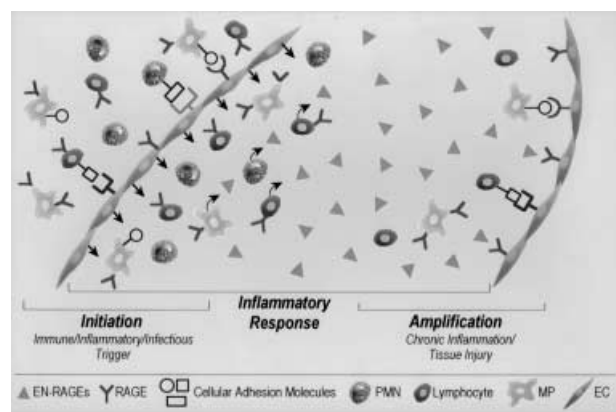 Inflammatory
Response
Initiation
Immune/Inflammatory/Infectious
Trigger
Amplification
Chronic Inflammation/
Tissue Injury
EN-RAGEs RAGE Cellular Adhesion Molecules PMN Lymphocyte MP EC